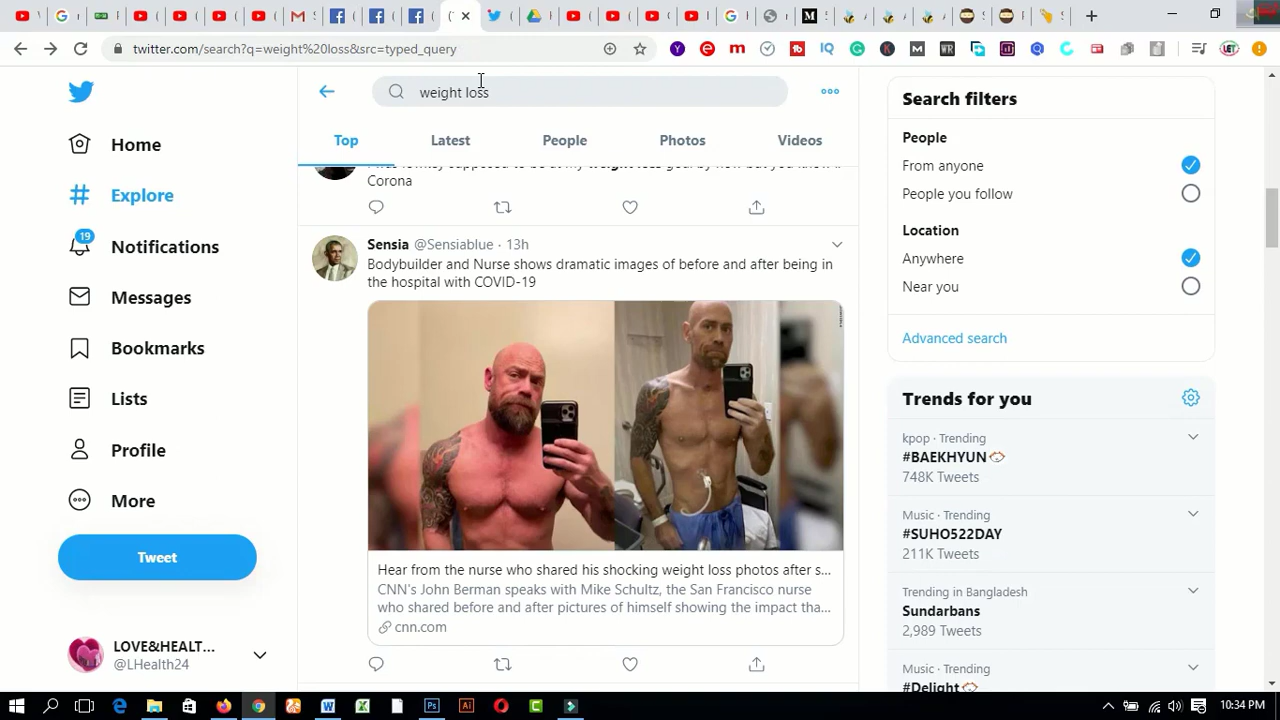 twitter.com/search?q=weight%20loss&src=typed_query
weight loss
Top
Latest
People
Photos
Videos
Home
Explore
19
Notifications
Messages
Bookmarks
Lists
Profile
More
Tweet
LOVE&HEALT...
@LHealth24
Corona
Sensia @Sensiablue · 13h
Bodybuilder and Nurse shows dramatic images of before and after being in
the hospital with COVID-19
Hear from the nurse who shared his shocking weight loss photos after s...
CNN's John Berman speaks with Mike Schultz, the San Francisco nurse
who shared before and after pictures of himself showing the impact tha...
cnn.com
Search filters
People
From anyone
People you follow
Location
Anywhere
Near you
Advanced search
Trends for you
kpop · Trending
#BAEKHYUN
748K Tweets
Music · Trending
#SUHO522DAY
211K Tweets
Trending in Bangladesh
Sundarbans
2,989 Tweets
Music · Trending
#Delight
10:34 PM